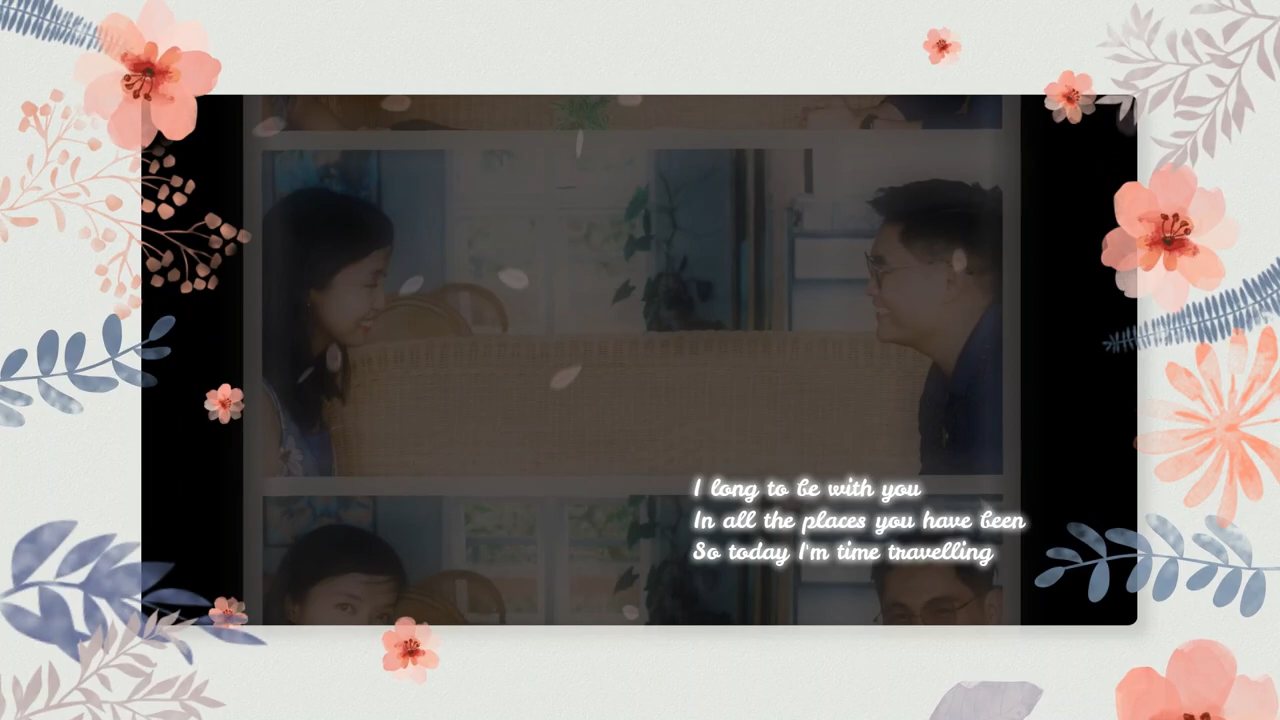 I long to be with you
In all the places you have been
So today I'm time travelling